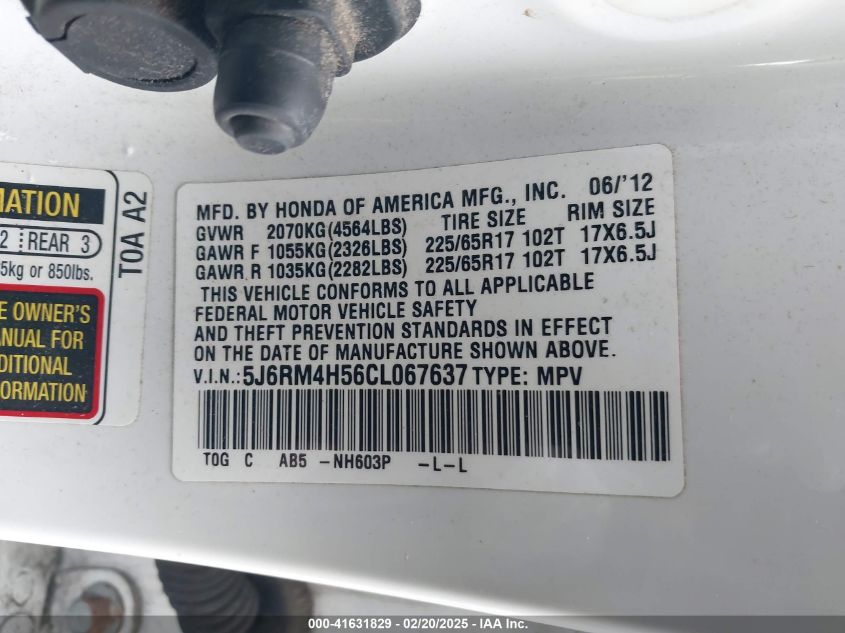 MATION
2 REAR 3
5kg or 850lbs.
E OWNER'S
ANUAL FOR
DITIONAL
FORMATION
TOA A2
MFD. BY HONDA OF AMERICA MFG., INC. 06/'12
GVWR 2070KG(4564LBS) TIRE SIZE RIM SIZE
GAWR F 1055KG(2326LBS) 225/65R17 102T 17X6.5J
GAWR R 1035KG(2282LBS) 225/65R17 102T 17X6.5J
THIS VEHICLE CONFORMS TO ALL APPLICABLE
FEDERAL MOTOR VEHICLE SAFETY
AND THEFT PREVENTION STANDARDS IN EFFECT
ON THE DATE OF MANUFACTURE SHOWN ABOVE.
V.I.N.: 5J6RM4H56CL067637 TYPE: MPV
TOG C AB5 -NH603P -L-L
000-41631829 - 02/20/2025 - IAA Inc.